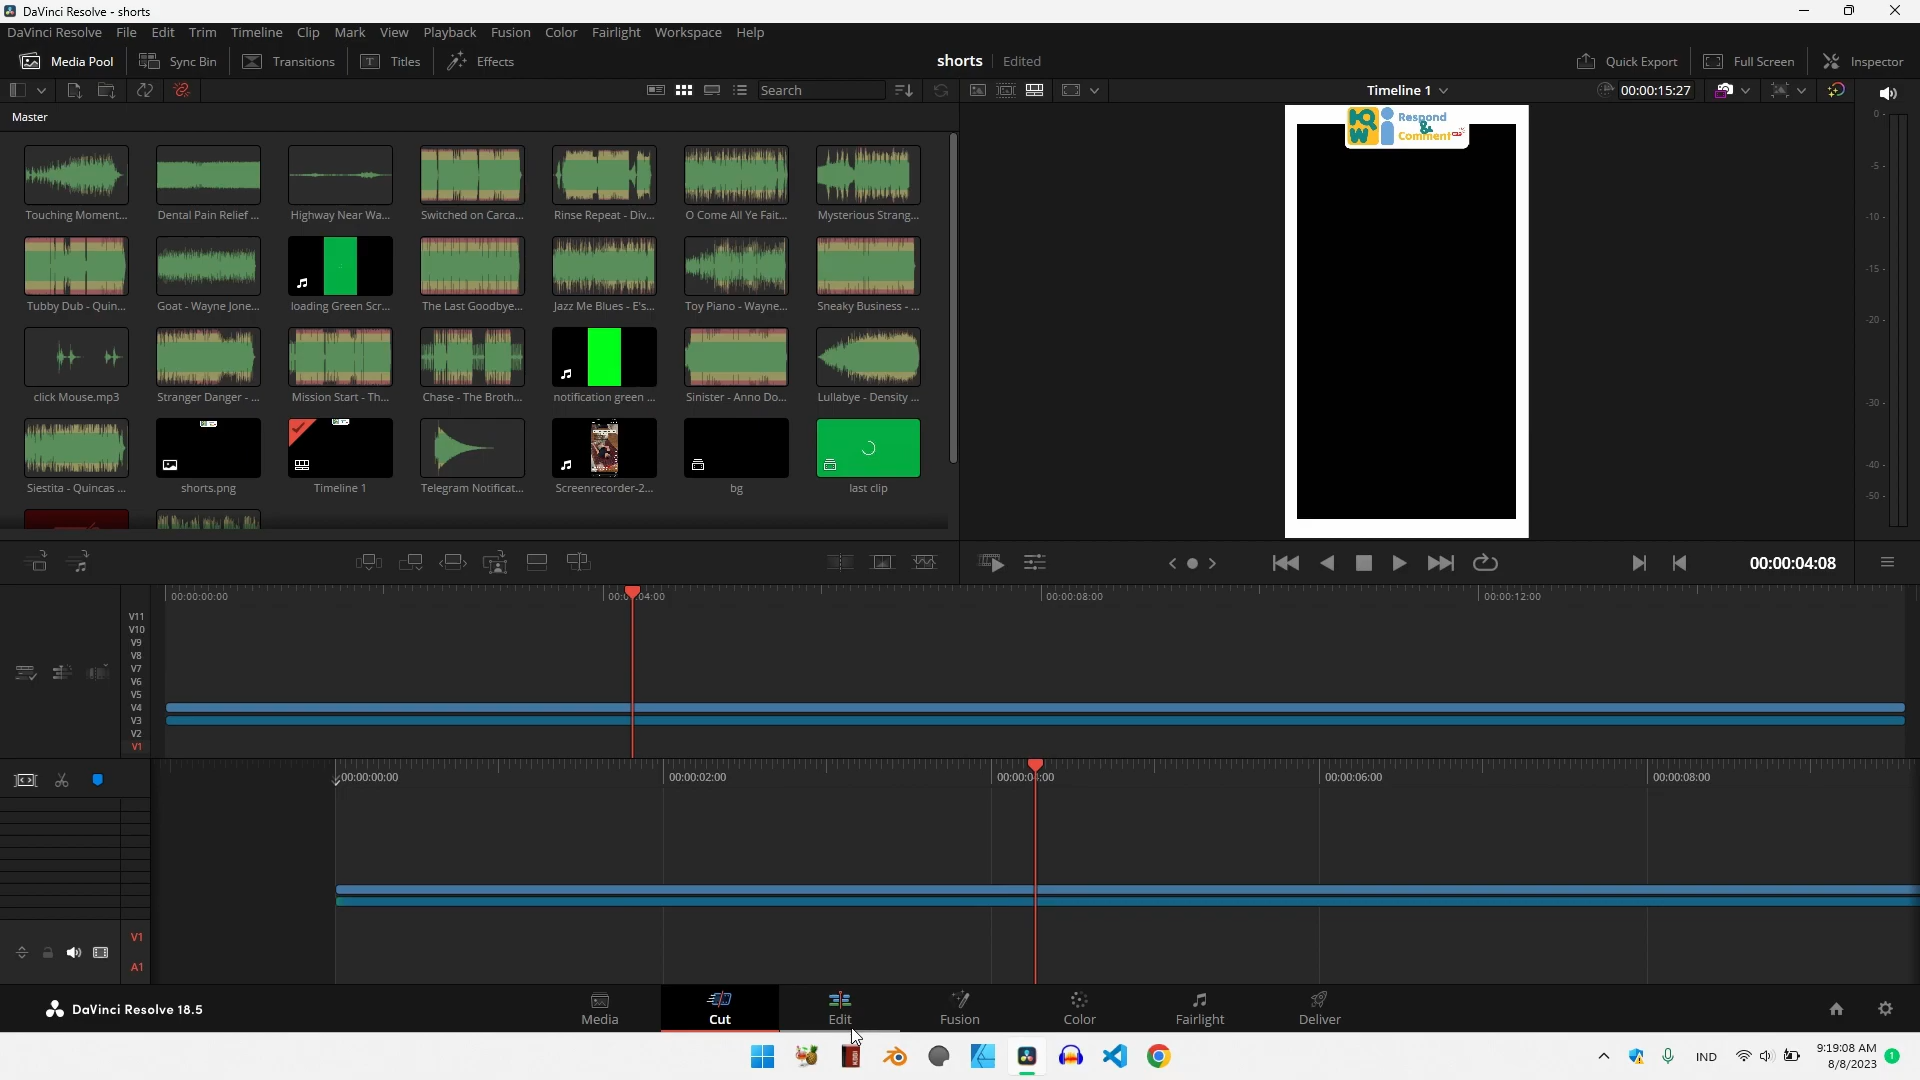 DaVinci Resolve - shorts
DaVinci Resolve File Edit Trim Timeline Clip Mark View Playback Fusion Color Fairlight Workspace Help
Media Pool Sync Bin Transitions Titles Effects shorts Edited Quick Export Full Screen Inspector
Search Timeline 1 00:00:15:27
Master
Respond
&
Comment
Touching Moment... Dental Pain Relief ... Highway Near Wa... Switched on Carca... Rinse Repeat - Div... O Come All Ye Fait... Mysterious Strang...
Tubby Dub - Quin... Goat - Wayne Jone... loading Green Scr... The Last Goodbye... Jazz Me Blues - E's... Toy Piano - Wayne... Sneaky Business - ...
click Mouse.mp3 Stranger Danger - ... Mission Start - Th... Chase - The Broth... notification green ... Sinister - Anno Do... Lullabye - Density ...
Siestita - Quincas ... shorts.png Timeline 1 Telegram Notificat... Screenrecorder-2... bg last clip
0 -
-5 -
-10 -
-15 -
-20 -
-30 -
-40 -
-50 -
00:00:04:08
00:00:00:00 00:00:08:00 00:00:12:00
V11
V10
V9
V8
V7
V6
V5
V4
V3
V2
V1
00:00:00:00 00:00:02:00 00:00:06:00 00:00:08:00
V1
A1
DaVinci Resolve 18.5
Media Cut Edit Fusion Color Fairlight Deliver
IND 9:19:08 AM 1
8/8/2023